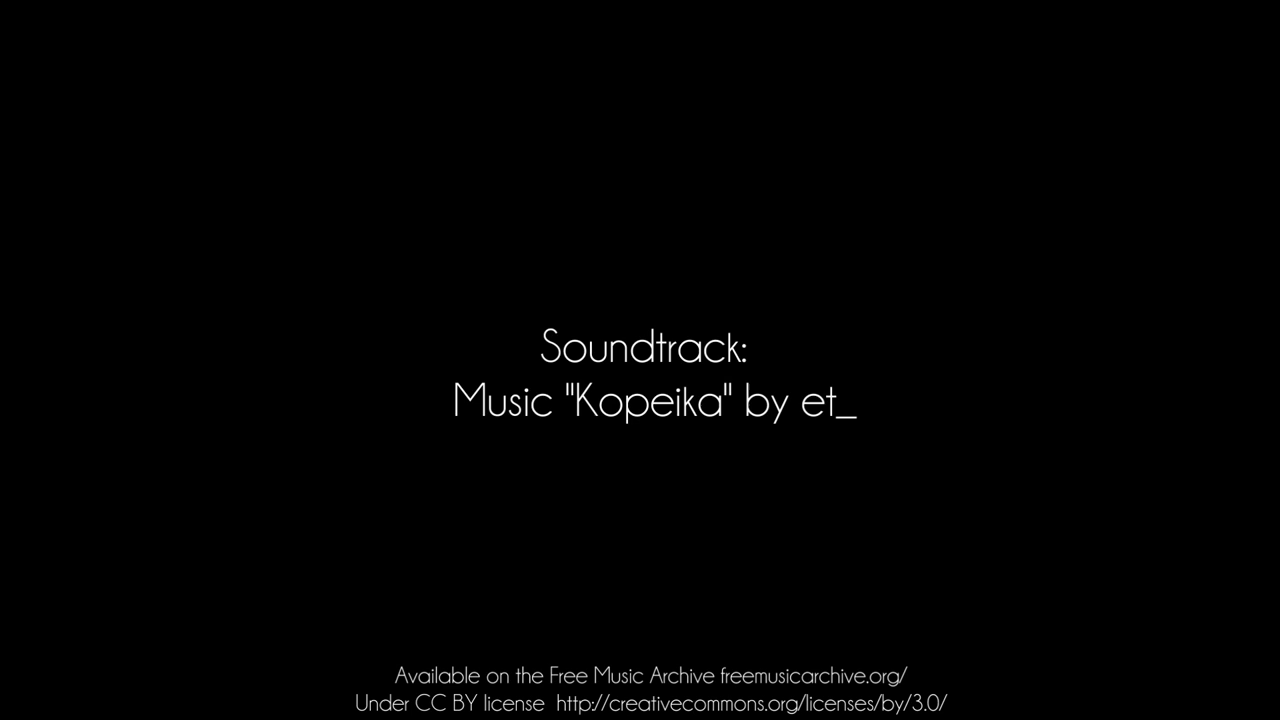 Soundtrack:
Music "Kopeika" by et_
Available on the Free Music Archive freemusicarchive.org/
Under CC BY license http://creativecommons.org/licenses/by/3.0/